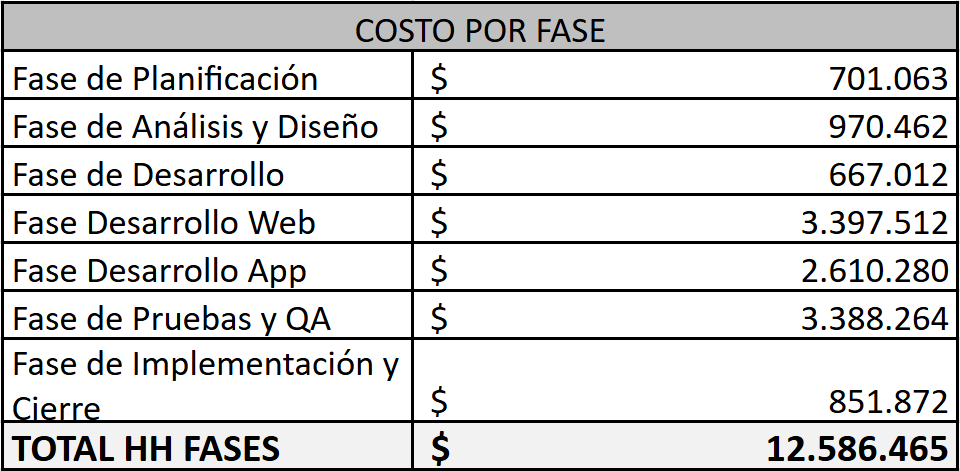 COSTO POR FASE
Fase de Planificación $ 701.063
Fase de Análisis y Diseño $ 970.462
Fase de Desarrollo $ 667.012
Fase Desarrollo Web $ 3.397.512
Fase Desarrollo App $ 2.610.280
Fase de Pruebas y QA $ 3.388.264
Fase de Implementación y
Cierre $ 851.872
TOTAL HH FASES $ 12.586.465